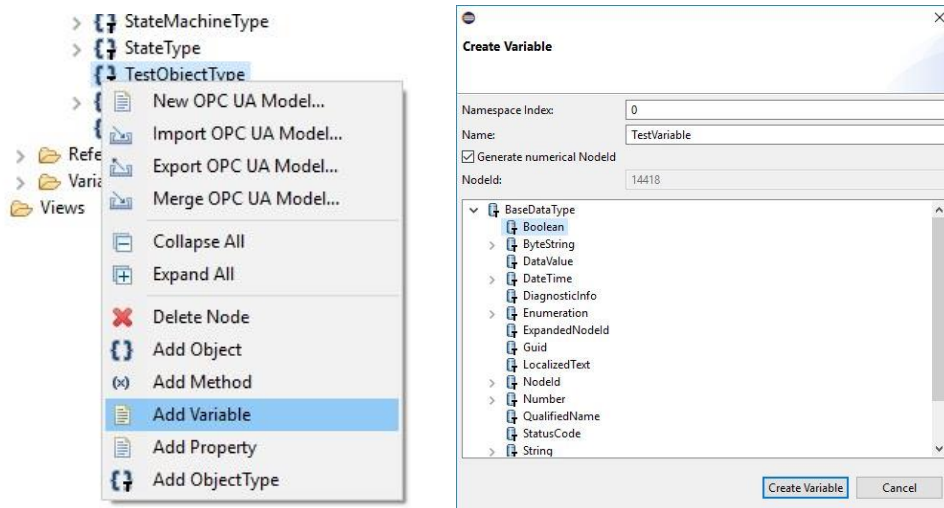 StateMachineType
StateType
TestObjectType
New OPC UA Model...
Import OPC UA Model...
Export OPC UA Model...
Merge OPC UA Model...
Collapse All
Expand All
Delete Node
Add Object
Add Method
Add Variable
Add Property
Add ObjectType
Refe
Varia
Views
Create Variable
Namespace Index: 0
Name: TestVariable
Generate numerical NodeId
NodeId: 14418
BaseDataType
Boolean
ByteString
DataValue
DateTime
DiagnosticInfo
Enumeration
ExpandedNodeId
Guid
LocalizedText
NodeId
Number
QualifiedName
StatusCode
String
Create Variable Cancel